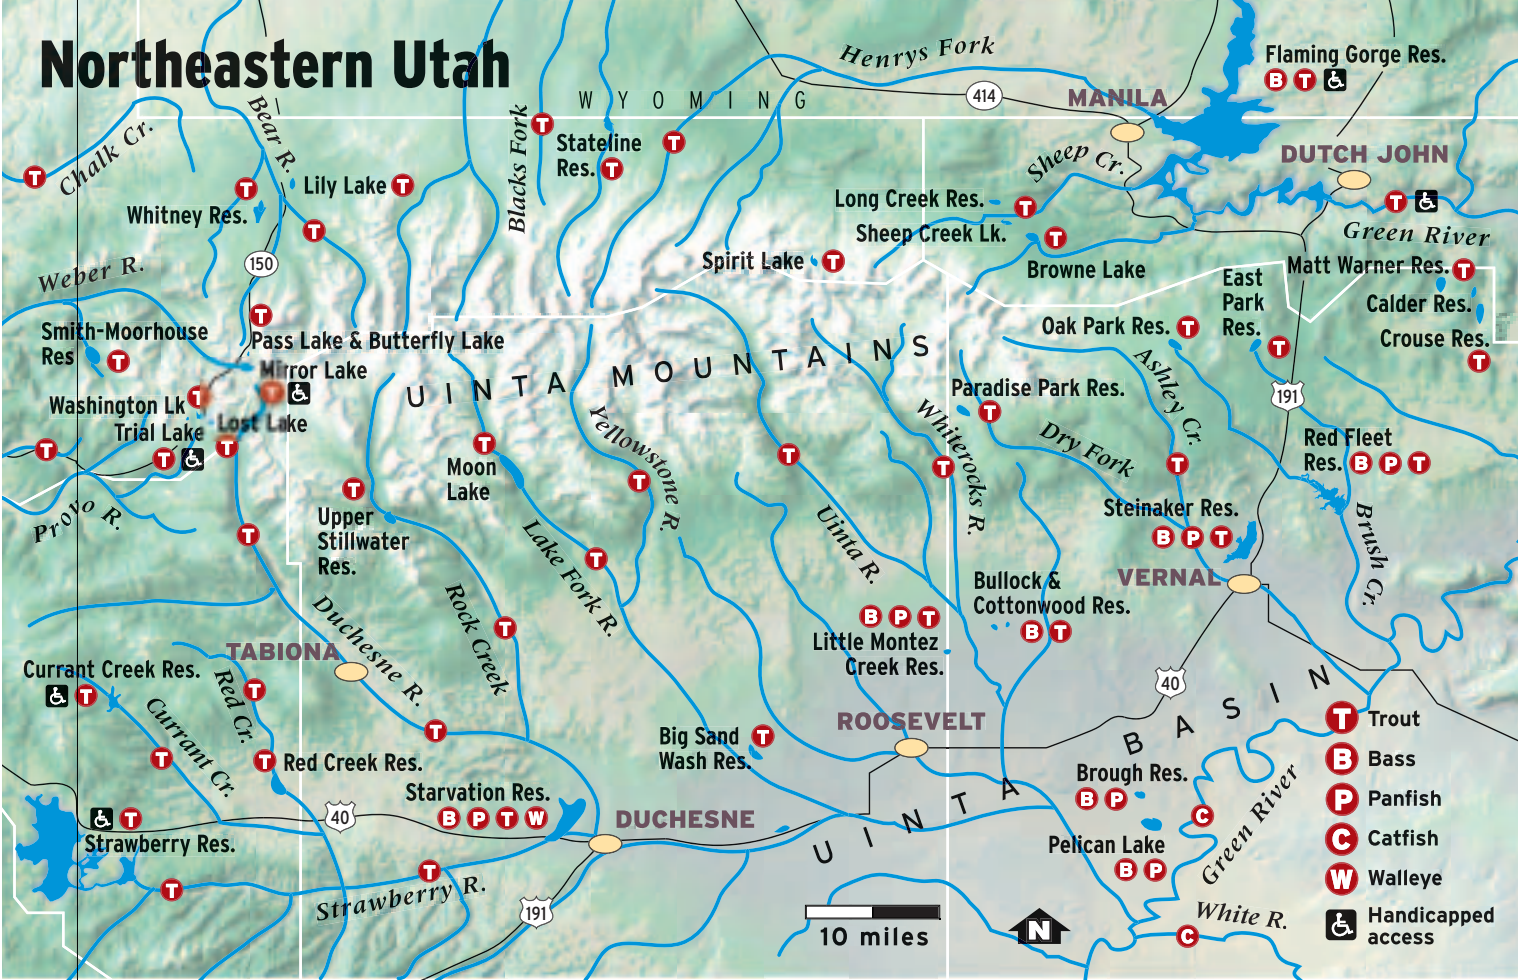 Northeastern Utah
Henrys Fork
Flaming Gorge Res.
B T
WYOMING
414
MANILA
Bear R.
Chalk Cr.
T
Blacks Fork
T
Stateline
Res. T
T
Sheep Cr.
DUTCH JOHN
T
Lily Lake T
Whitney Res.
T
Long Creek Res.
T
T
Green River
Sheep Creek Lk.
T
Browne Lake
150
Weber R.
Spirit Lake T
Matt Warner Res. T
East
Park
Res.
T
Calder Res.
Crouse Res.
T
T
Smith-Moorhouse
Res T
Pass Lake & Butterfly Lake
Mirror Lake
T
Oak Park Res. T
Ashley Cr.
UINTA MOUNTAINS
Washington Lk T
Trial Lake
T
Lost Lake
T
T
Paradise Park Res.
T
191
Yellowstone R.
Whiterocks R.
Dry Fork
Red Fleet
Res. B P T
Provo R.
T
Moon
Lake
T
T
T
T
T
Upper
Stillwater
Res.
Steinaker Res.
B P T
T
Lake Fork R.
T
Uinta R.
Brush Cr.
VERNAL
Bullock &
Cottonwood Res.
B T
Rock Creek
T
Duchesne R.
B P T
Little Montez
Creek Res.
TABIONA
Currant Creek Res.
T
Red Cr.
T
Currant Cr.
T
T
40
UINTA BASIN
ROOSEVELT
Big Sand
Wash Res.
T
T Red Creek Res.
Starvation Res.
B P T W
40
DUCHESNE
T
Strawberry Res.
Brough Res.
B P
C
Green River
Pelican Lake
B P
T
T
Strawberry R.
191
White R.
C
10 miles
N
T Trout
B Bass
P Panfish
C Catfish
W Walleye
Handicapped
access